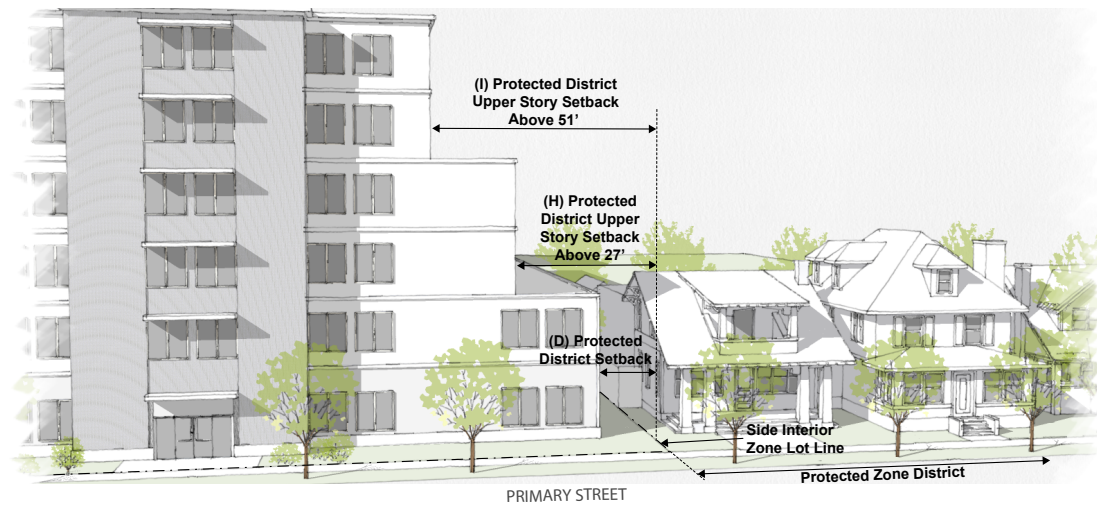 (I) Protected District
Upper Story Setback
Above 51’
(H) Protected
District Upper
Story Setback
Above 27’
(D) Protected
District Setback
Side Interior
Zone Lot Line
Protected Zone District
PRIMARY STREET